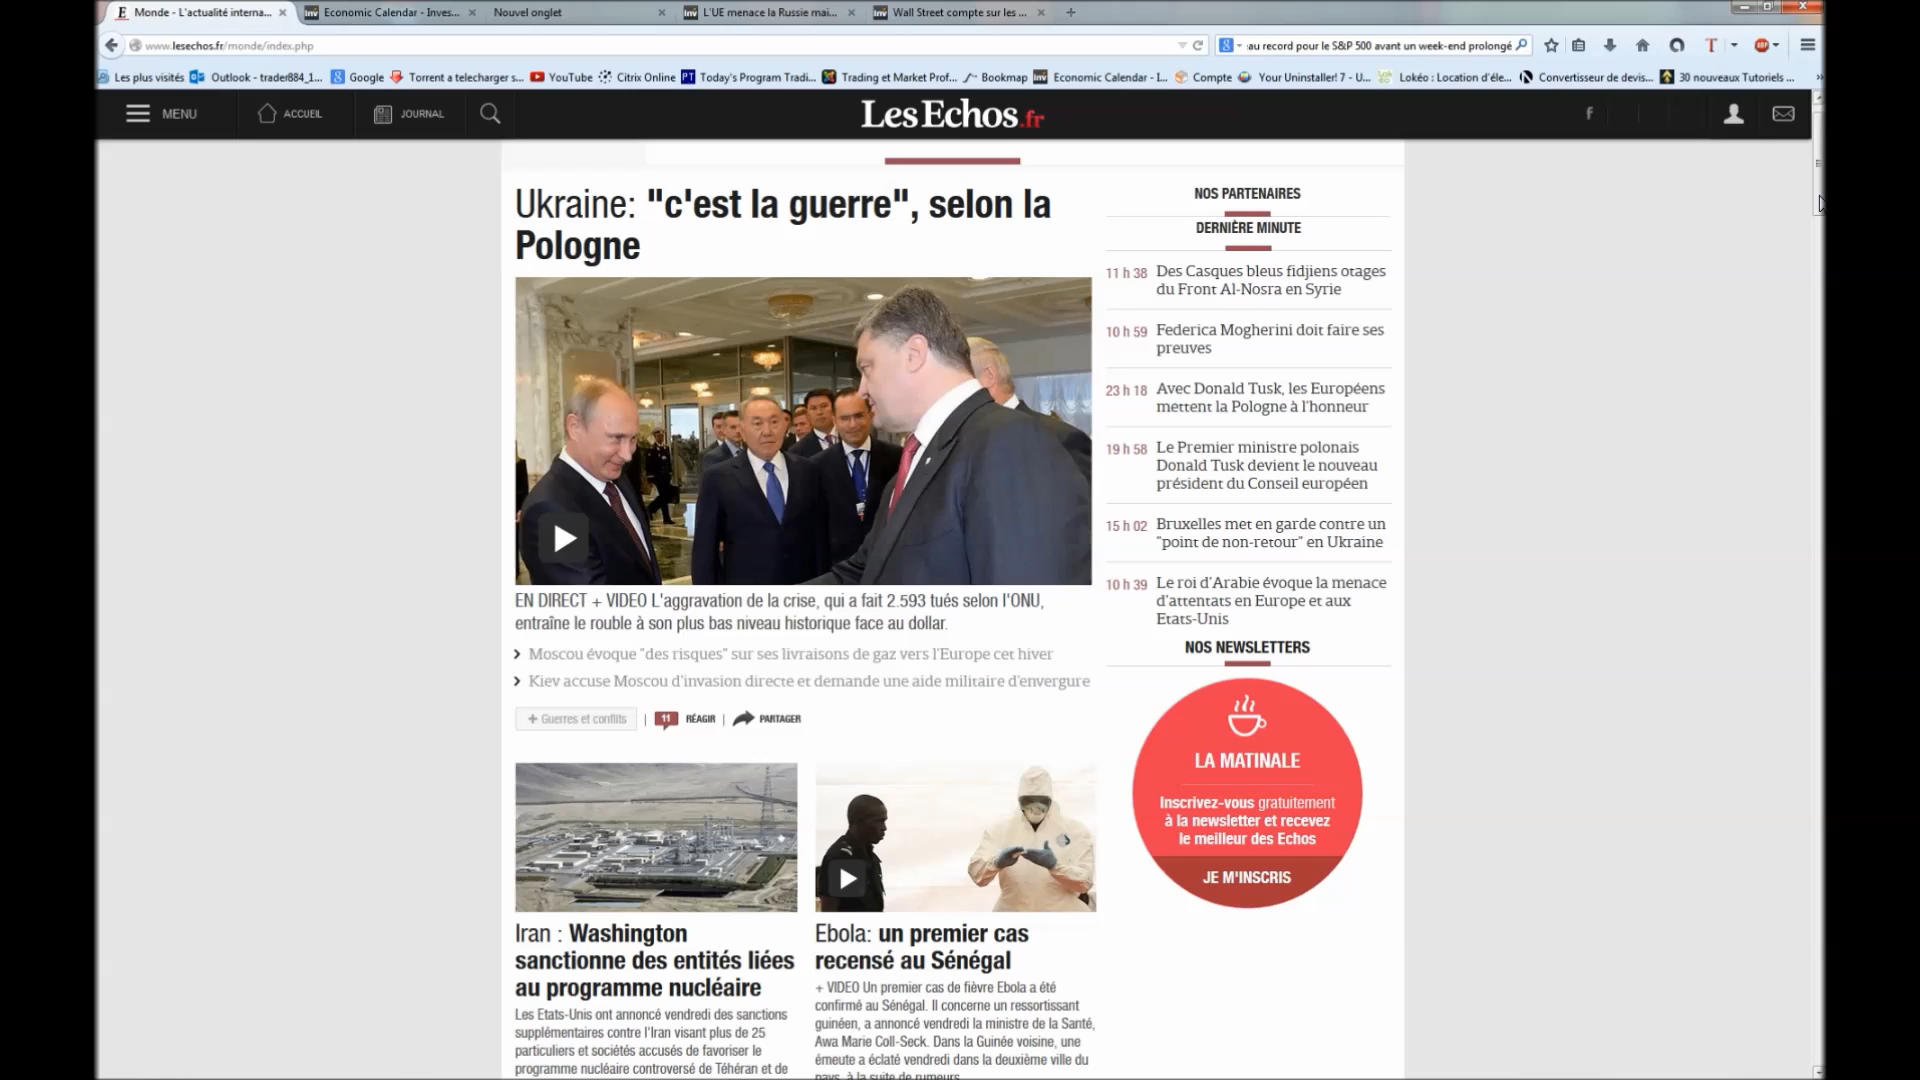 Monde - L'actualité interna...
Economic Calendar - Inves...
Nouvel onglet
L'UE menace la Russie mai...
Wall Street compte sur les ...
www.lesechos.fr/monde/index.php
au record pour le S&P 500 avant un week-end prolongé
Les plus visités
Outlook - trader884_1...
Google
Torrent a telecharger s...
YouTube
Citrix Online
Today's Program Tradi...
Trading et Market Prof...
Bookmap
Economic Calendar - I...
Compte
Your Uninstaller! 7 - U...
Lokéo : Location d'éle...
Convertisseur de devis...
30 nouveaux Tutoriels ...
MENU
ACCUEIL
JOURNAL
LesEchos.fr
Ukraine: "c'est la guerre", selon la
Pologne
EN DIRECT + VIDEO L'aggravation de la crise, qui a fait 2.593 tués selon l'ONU,
entraîne le rouble à son plus bas niveau historique face au dollar.
Moscou évoque "des risques" sur ses livraisons de gaz vers l'Europe cet hiver
Kiev accuse Moscou d'invasion directe et demande une aide militaire d'envergure
+ Guerres et conflits | 11 RÉAGIR | PARTAGER
Iran : Washington
sanctionne des entités liées
au programme nucléaire
Les Etats-Unis ont annoncé vendredi des sanctions
supplémentaires contre l'Iran visant plus de 25
particuliers et sociétés accusés de favoriser le
programme nucléaire controversé de Téhéran et de
Ebola: un premier cas
recensé au Sénégal
+ VIDEO Un premier cas de fièvre Ebola a été
confirmé au Sénégal. Il concerne un ressortissant
guinéen, a annoncé vendredi la ministre de la Santé,
Awa Marie Coll-Seck. Dans la Guinée voisine, une
émeute a éclaté vendredi dans la deuxième ville du
pays, à la suite de rumeurs
NOS PARTENAIRES
DERNIÈRE MINUTE
11 h 38 Des Casques bleus fidjiens otages
du Front Al-Nosra en Syrie
10 h 59 Federica Mogherini doit faire ses
preuves
23 h 18 Avec Donald Tusk, les Européens
mettent la Pologne à l'honneur
19 h 58 Le Premier ministre polonais
Donald Tusk devient le nouveau
président du Conseil européen
15 h 02 Bruxelles met en garde contre un
"point de non-retour" en Ukraine
10 h 39 Le roi d'Arabie évoque la menace
d'attentats en Europe et aux
Etats-Unis
NOS NEWSLETTERS
LA MATINALE
Inscrivez-vous gratuitement
à la newsletter et recevez
le meilleur des Echos
JE M'INSCRIS